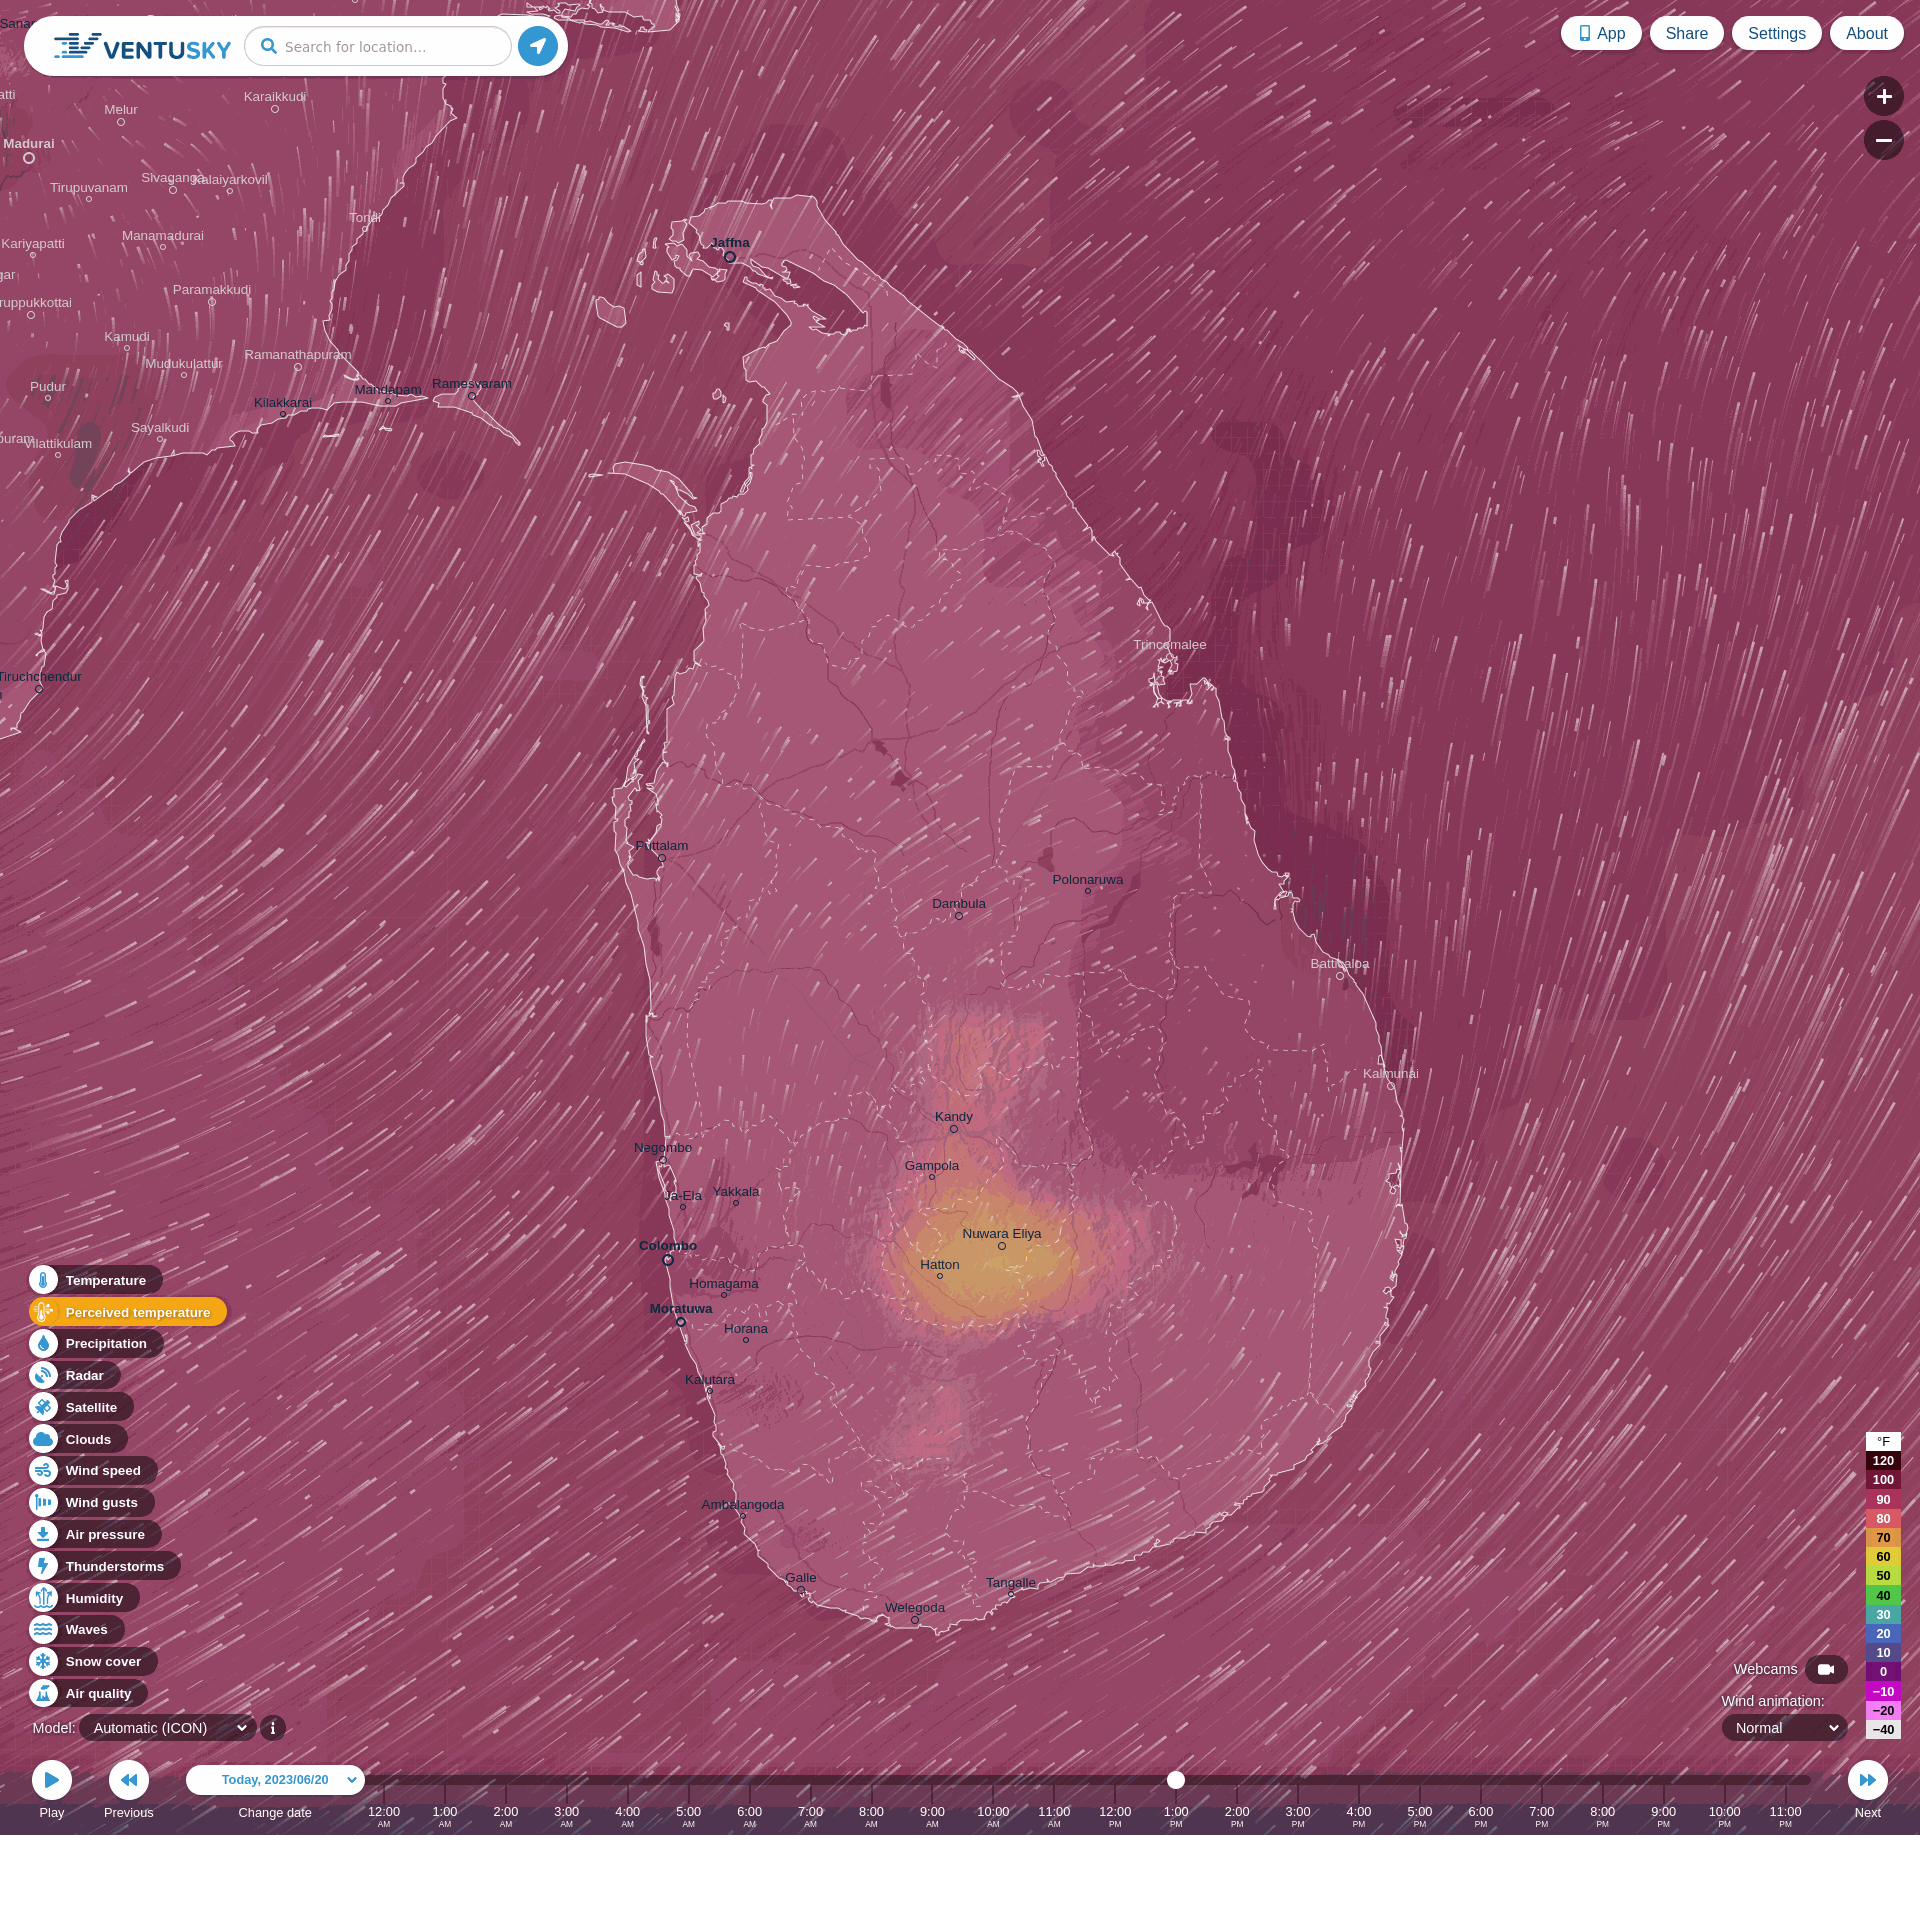 VENTUSKY
Search for location...
App
Share
Settings
About
Karaikkudi
Melur
Madurai
Sivaganga
Kalaiyarkovil
Tirupuvanam
Tondi
Manamadurai
Kariyapatti
Jaffna
Paramakkudi
Kamudi
Mudukulattur
Ramanathapuram
Pudur
Mandapam
Ramesvaram
Kilakkarai
Sayalkudi
Vilattikulam
Trincomalee
Tiruchchendur
Puttalam
Polonaruwa
Dambula
Batticaloa
Kalmunai
Kandy
Negombo
Gampola
Ja-Ela
Yakkala
Nuwara Eliya
Colombo
Hatton
Homagama
Moratuwa
Horana
Kalutara
Ambalangoda
Galle
Tangalle
Welegoda
Temperature
Perceived temperature
Precipitation
Radar
Satellite
Clouds
Wind speed
Wind gusts
Air pressure
Thunderstorms
Humidity
Waves
Snow cover
Air quality
Model: Automatic (ICON)
°F
120
100
90
80
70
60
50
40
30
20
10
0
−10
−20
−40
Webcams
Wind animation:
Normal
Play
Previous
Today, 2023/06/20
Change date
12:00 AM
1:00 AM
2:00 AM
3:00 AM
4:00 AM
5:00 AM
6:00 AM
7:00 AM
8:00 AM
9:00 AM
10:00 AM
11:00 AM
12:00 PM
1:00 PM
2:00 PM
3:00 PM
4:00 PM
5:00 PM
6:00 PM
7:00 PM
8:00 PM
9:00 PM
10:00 PM
11:00 PM
Next